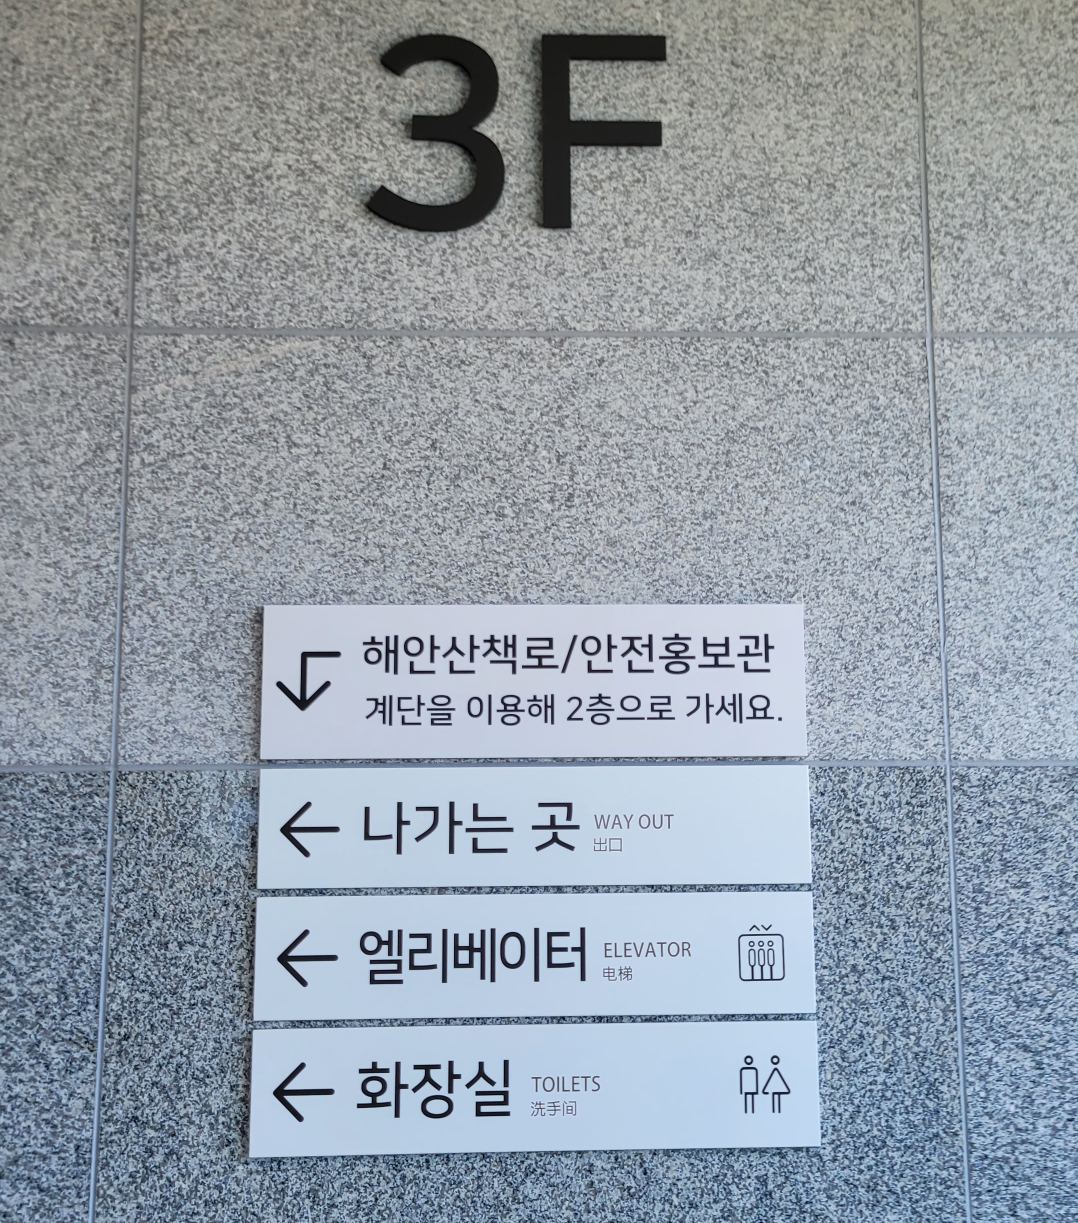 3F
해안산책로/안전홍보관
계단을 이용해 2층으로 가세요.
나가는 곳 WAY OUT
出口
엘리베이터 ELEVATOR
电梯
화장실 TOILETS
洗手间